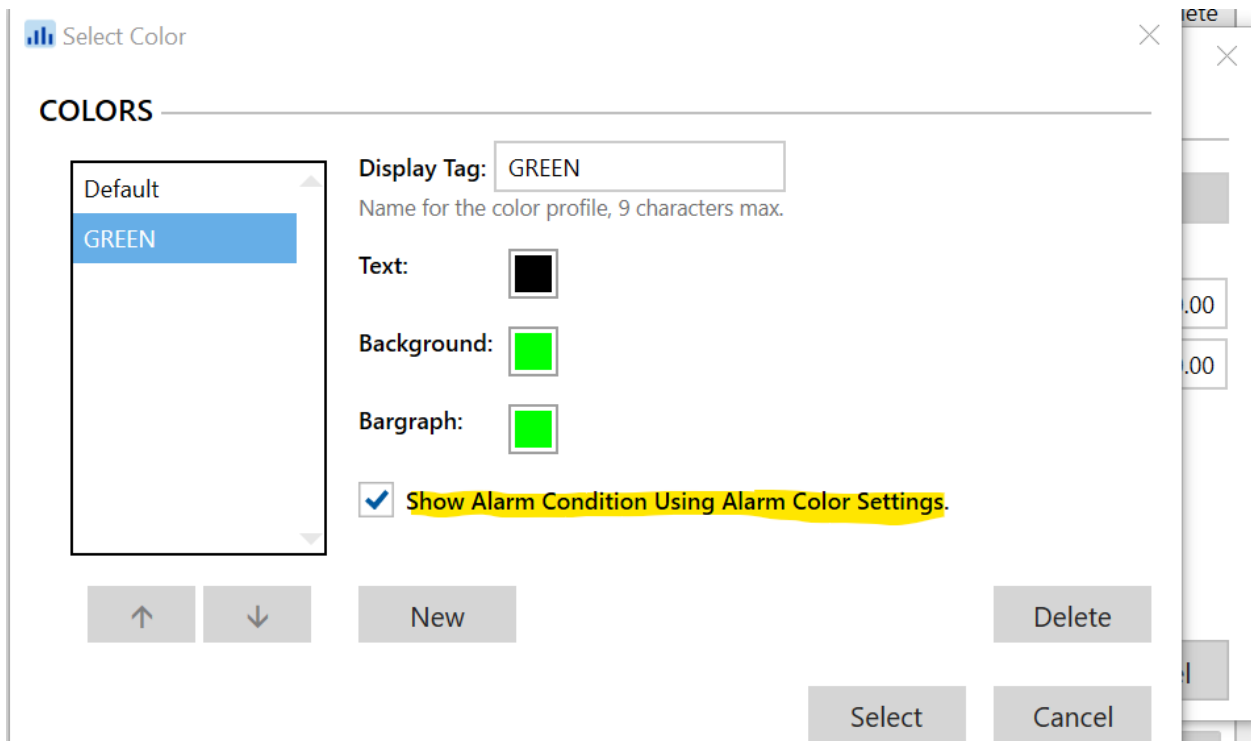 lete
Select Color
COLORS
Default
GREEN
Display Tag: GREEN
Name for the color profile, 9 characters max.
Text:
Background:
Bargraph:
Show Alarm Condition Using Alarm Color Settings.
.00
.00
New
Delete
Select
Cancel